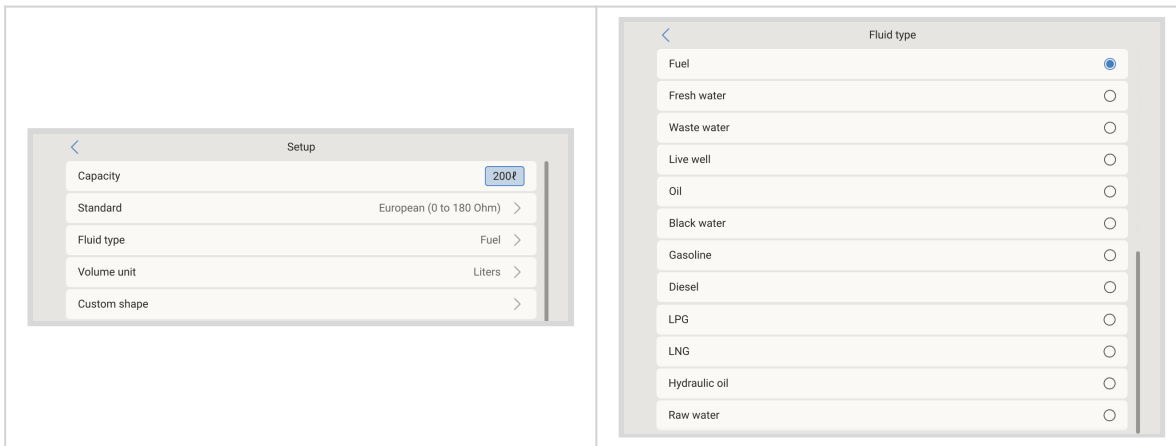 Setup
Capacity 200ℓ
Standard European (0 to 180 Ohm)
Fluid type Fuel
Volume unit Liters
Custom shape
Fluid type
Fuel
Fresh water
Waste water
Live well
Oil
Black water
Gasoline
Diesel
LPG
LNG
Hydraulic oil
Raw water